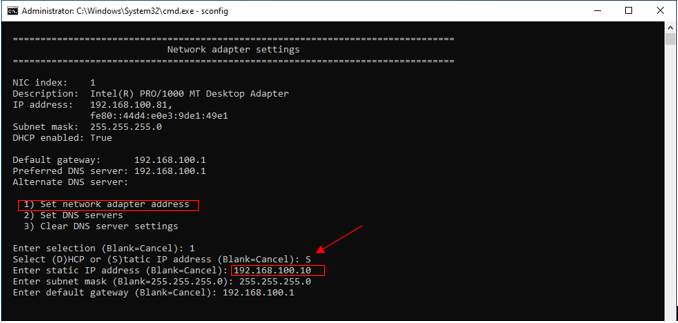 Administrator: C:\Windows\System32\cmd.exe - sconfig
===============================================================================
Network adapter settings
===============================================================================
NIC index:    1
Description:  Intel(R) PRO/1000 MT Desktop Adapter
IP address:   192.168.100.81,
fe80::44d4:e0e3:9de1:49e1
Subnet mask:  255.255.255.0
DHCP enabled: True
Default gateway:      192.168.100.1
Preferred DNS server: 192.168.100.1
Alternate DNS server:
1) Set network adapter address
2) Set DNS servers
3) Clear DNS server settings
Enter selection (Blank=Cancel): 1
Select (D)HCP or (S)tatic IP address (Blank=Cancel): S
Enter static IP address (Blank=Cancel): 192.168.100.10
Enter subnet mask (Blank=255.255.255.0): 255.255.255.0
Enter default gateway (Blank=Cancel): 192.168.100.1